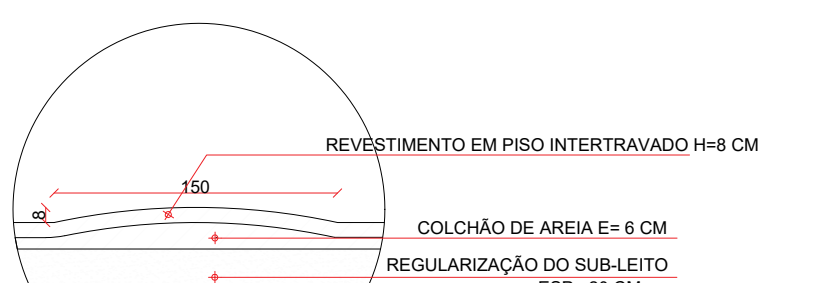 REVESTIMENTO EM PISO INTERTRAVADO H=8 CM
150
8
COLCHÃO DE AREIA E= 6 CM
REGULARIZAÇÃO DO SUB-LEITO